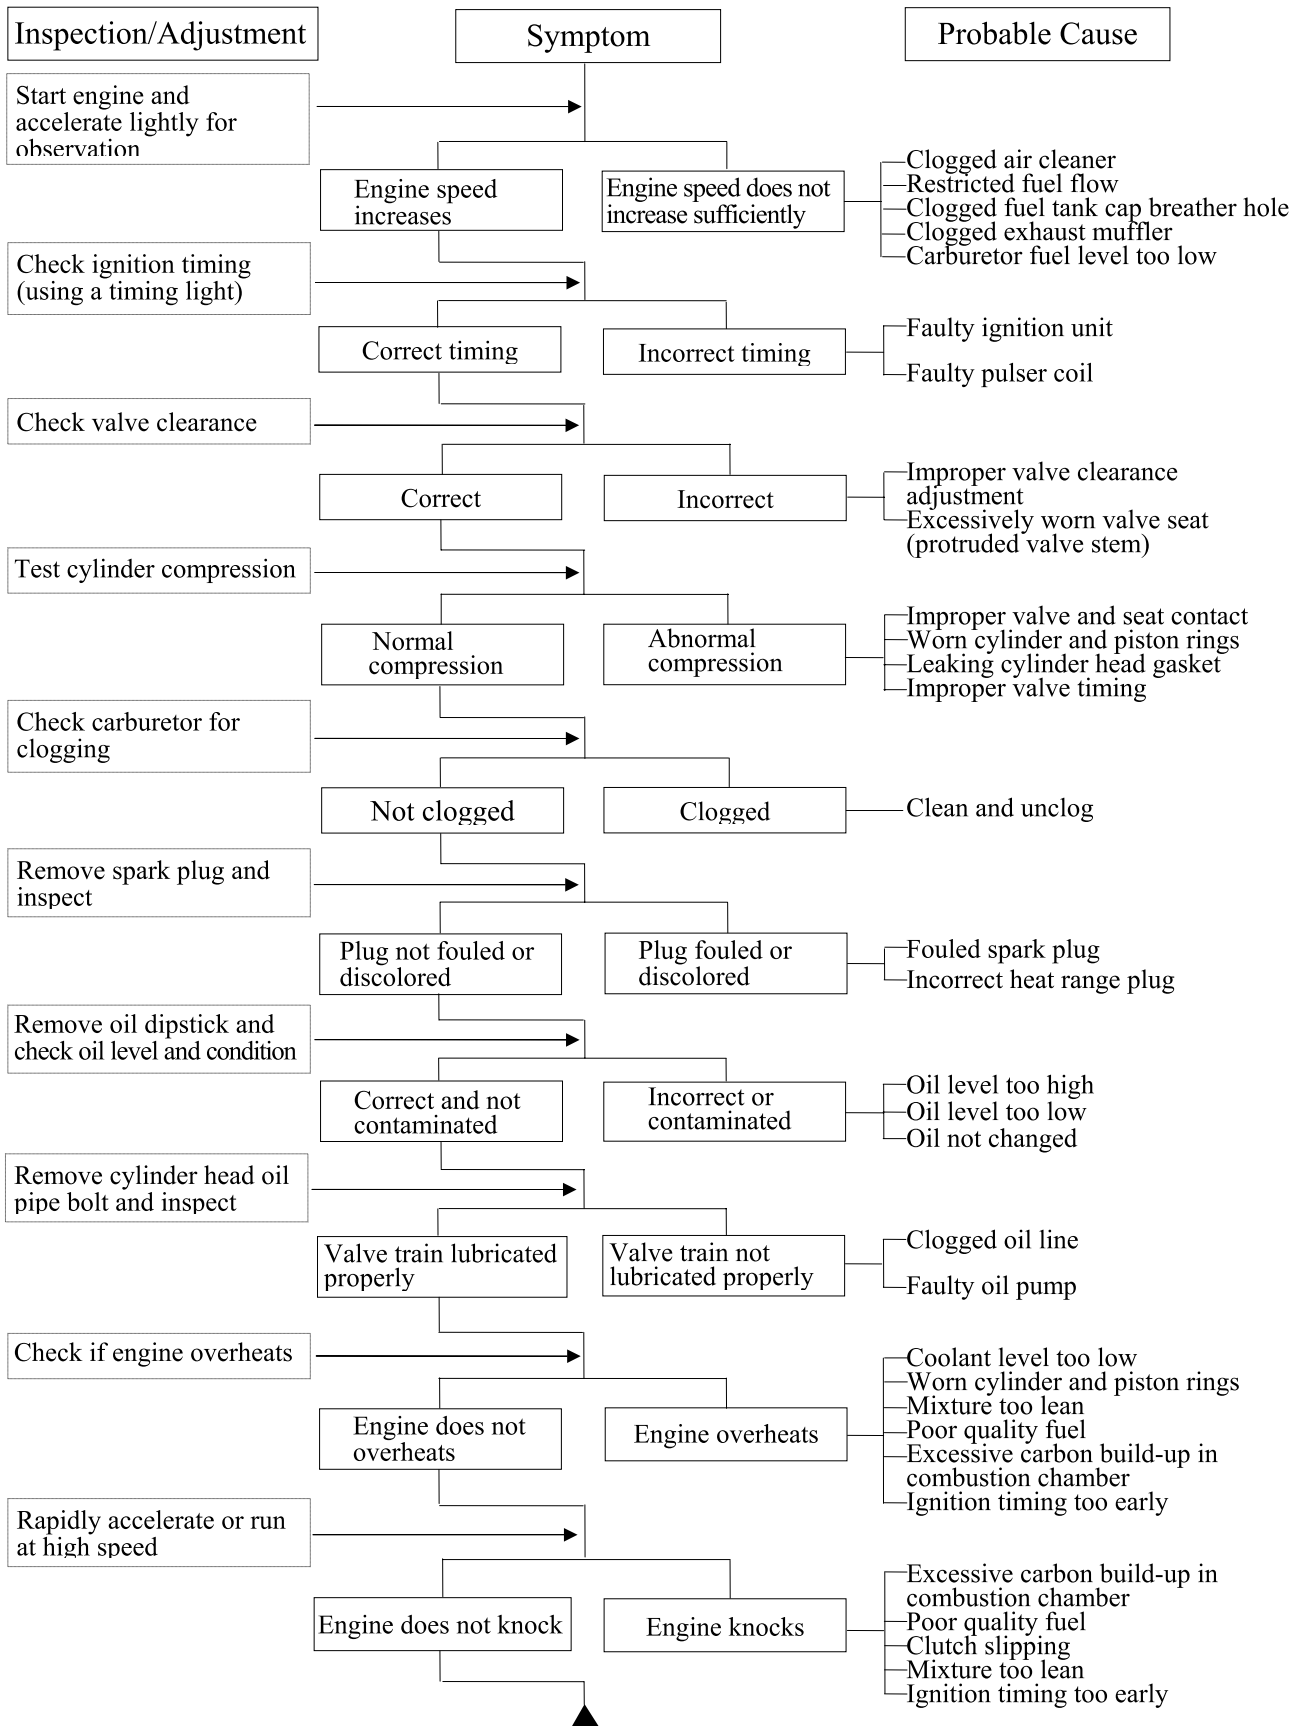 Inspection/Adjustment
Symptom
Probable Cause
Start engine and
accelerate lightly for
observation
Engine speed
increases
Engine speed does not
increase sufficiently
Clogged air cleaner
Restricted fuel flow
Clogged fuel tank cap breather hole
Clogged exhaust muffler
Carburetor fuel level too low
Check ignition timing
(using a timing light)
Correct timing
Incorrect timing
Faulty ignition unit
Faulty pulser coil
Check valve clearance
Correct
Incorrect
Improper valve clearance
adjustment
Excessively worn valve seat
(protruded valve stem)
Test cylinder compression
Normal
compression
Abnormal
compression
Improper valve and seat contact
Worn cylinder and piston rings
Leaking cylinder head gasket
Improper valve timing
Check carburetor for
clogging
Not clogged
Clogged
Clean and unclog
Remove spark plug and
inspect
Plug not fouled or
discolored
Plug fouled or
discolored
Fouled spark plug
Incorrect heat range plug
Remove oil dipstick and
check oil level and condition
Correct and not
contaminated
Incorrect or
contaminated
Oil level too high
Oil level too low
Oil not changed
Remove cylinder head oil
pipe bolt and inspect
Valve train lubricated
properly
Valve train not
lubricated properly
Clogged oil line
Faulty oil pump
Check if engine overheats
Engine does not
overheats
Engine overheats
Coolant level too low
Worn cylinder and piston rings
Mixture too lean
Poor quality fuel
Excessive carbon build-up in
combustion chamber
Ignition timing too early
Rapidly accelerate or run
at high speed
Engine does not knock
Engine knocks
Excessive carbon build-up in
combustion chamber
Poor quality fuel
Clutch slipping
Mixture too lean
Ignition timing too early